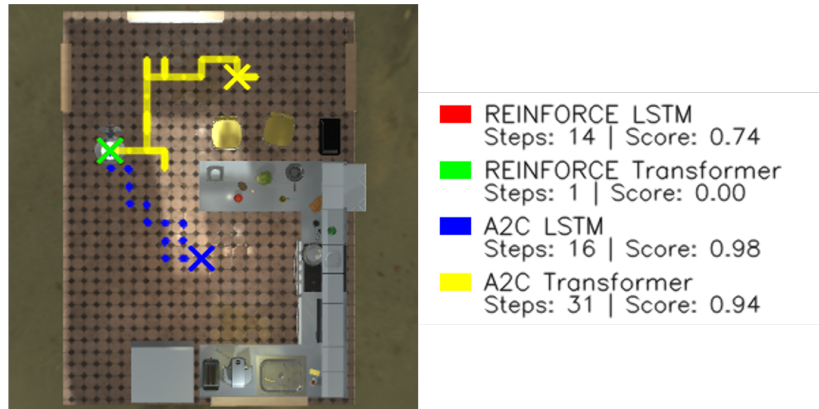 REINFORCE LSTM
Steps: 14 | Score: 0.74
REINFORCE Transformer
Steps: 1 | Score: 0.00
A2C LSTM
Steps: 16 | Score: 0.98
A2C Transformer
Steps: 31 | Score: 0.94